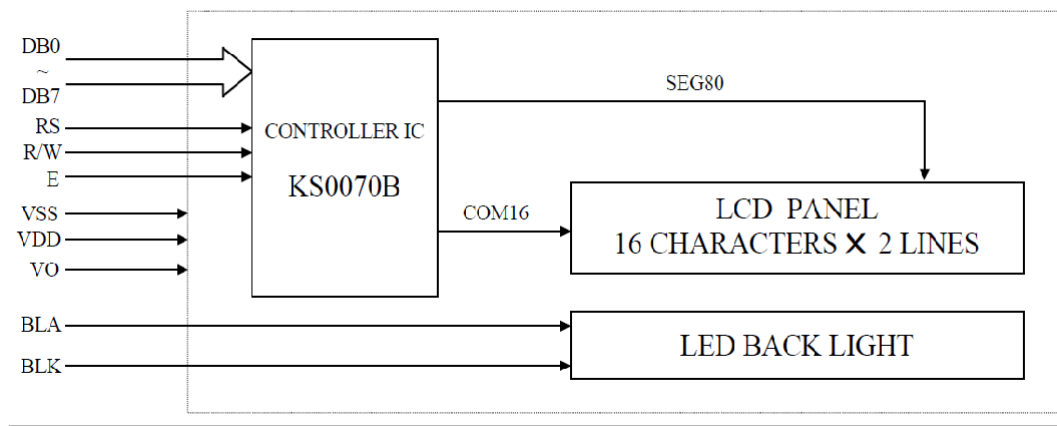 DB0
~
DB7
RS
R/W
E
VSS
VDD
VO
BLA
BLK
CONTROLLER IC
KS0070B
SEG80
COM16
LCD PANEL
16 CHARACTERS X 2 LINES
LED BACK LIGHT